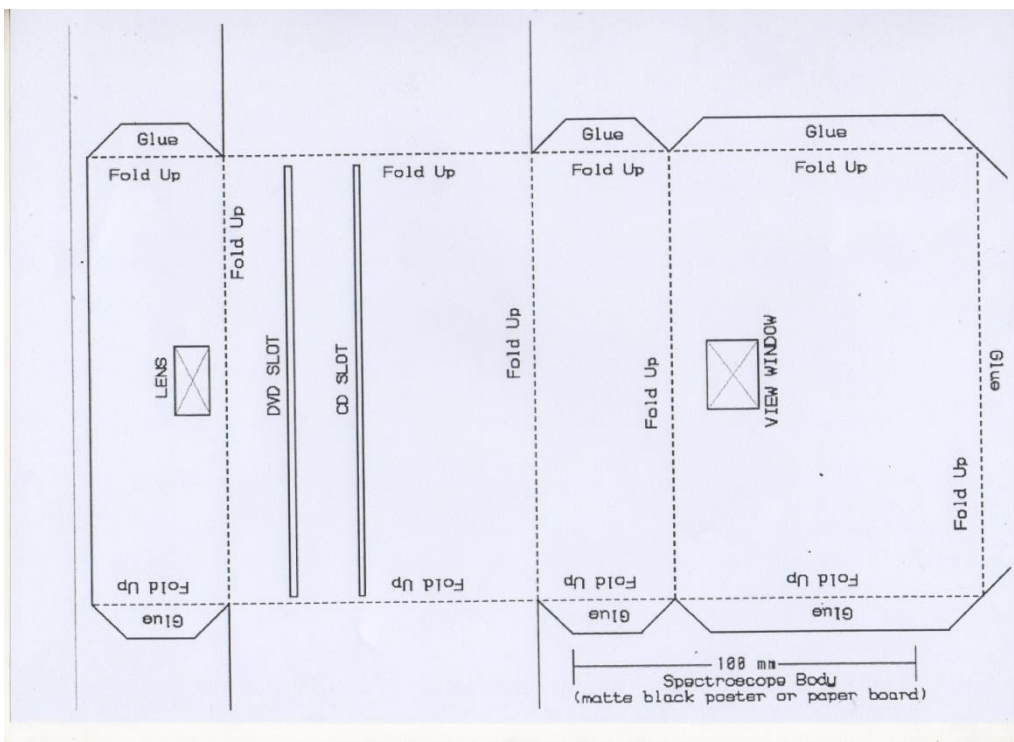 Glue
Glue
Glue
Fold Up
Fold Up
Fold Up
Fold Up
Fold Up
LENS
DVD SLOT
CD SLOT
Fold Up
Fold Up
VIEW WINDOW
Glue
Fold Up
Fold Up
Fold Up
Fold Up
Fold Up
Glue
Glue
Glue
100 mm
Spectroscope Body
(matte black poster or paper board)